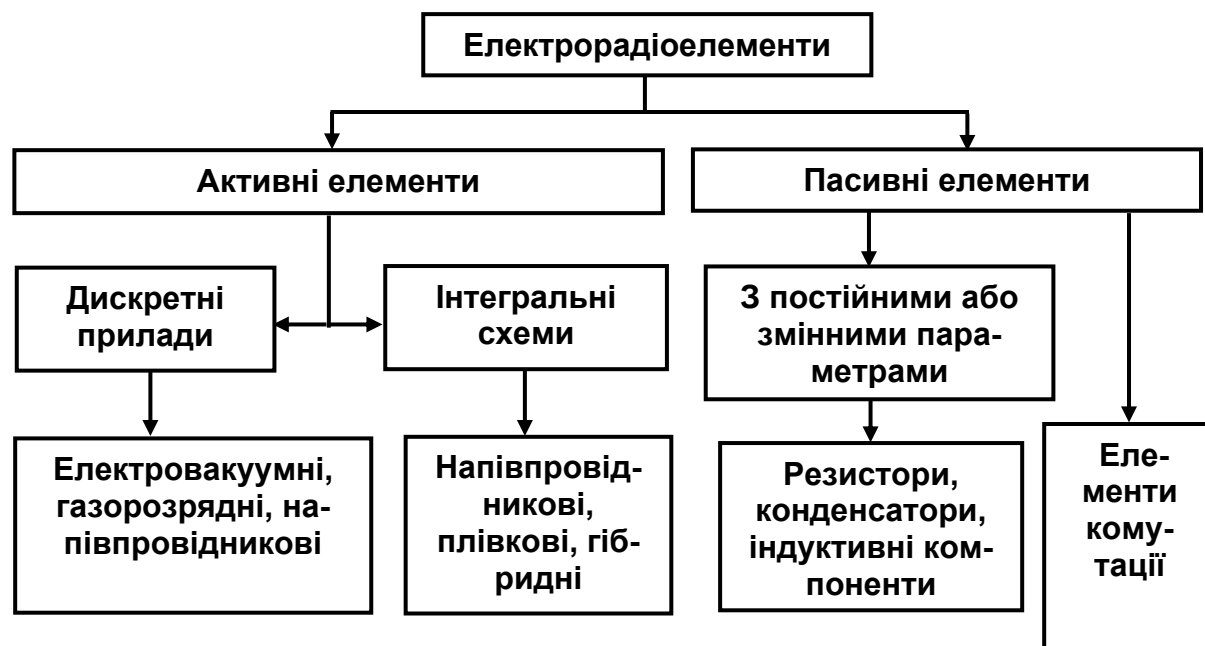 Електрорадіоелементи
Активні елементи
Пасивні елементи
Дискретні
прилади
Інтегральні
схеми
З постійними або
змінними пара-
метрами
Електровакуумні,
газорозрядні, на-
півпровідникові
Напівпровід-
никові,
плівкові, гіб-
ридні
Резистори,
конденсатори,
індуктивні ком-
поненти
Еле-
менти
кому-
тації